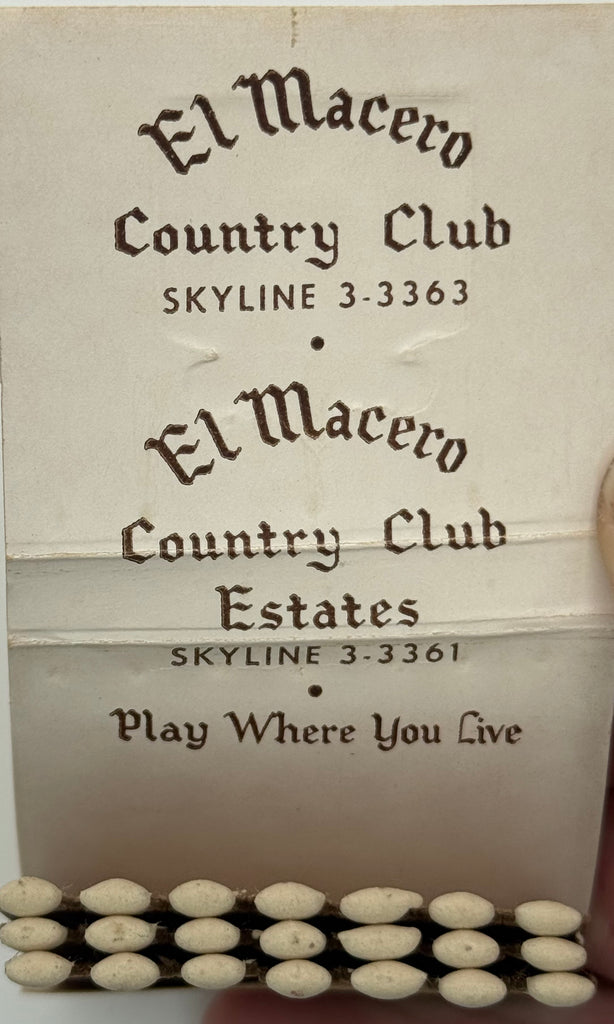 El Macero
Country Club
SKYLINE 3-3363
•
El Macero
Country Club
Estates
SKYLINE 3-3361
•
Play Where You Live